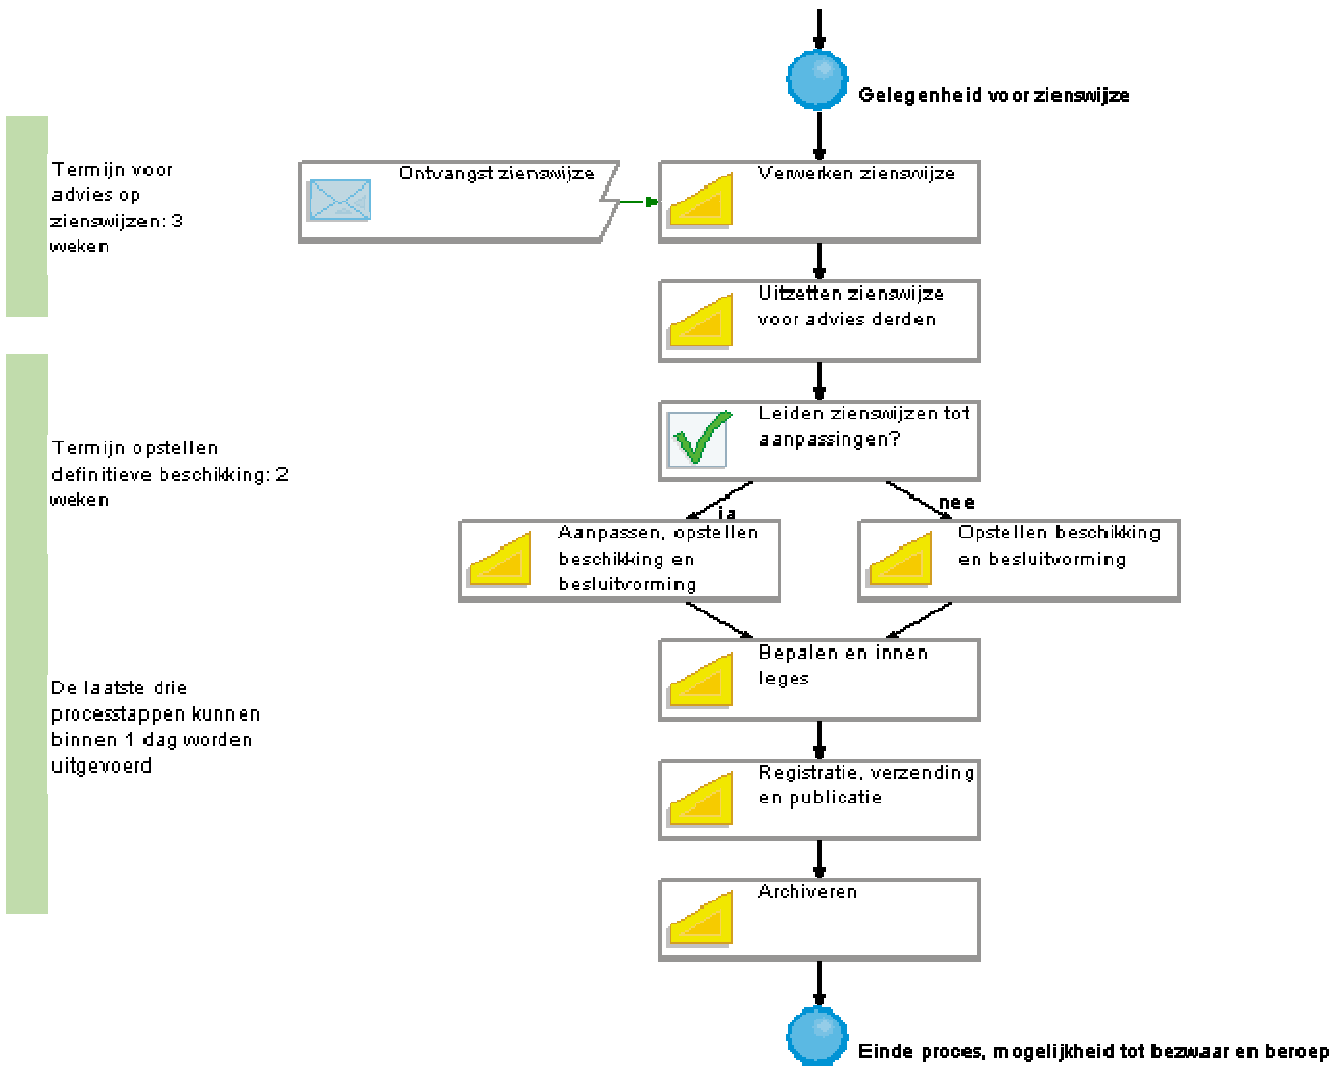 Gelegenheid voor zienswijze
Termijn voor
advies op
zienswijzen: 3
weken
Ontvangst zienswijze
Verwerken zienswijze
Uitzetten zienswijze
voor advies derden
Leiden zienswijzen tot
aanpassingen?
Termijn opstellen
definitieve beschikking: 2
weken
ja
nee
Aanpassen, opstellen
beschikking en
besluitvorming
Opstellen beschikking
en besluitvorming
Bepalen en innen
leges
De laatste drie
processtappen kunnen
binnen 1 dag worden
uitgevoerd
Registratie, verzending
en publicatie
Archiveren
Einde proces, mogelijkheid tot bezwaar en beroep